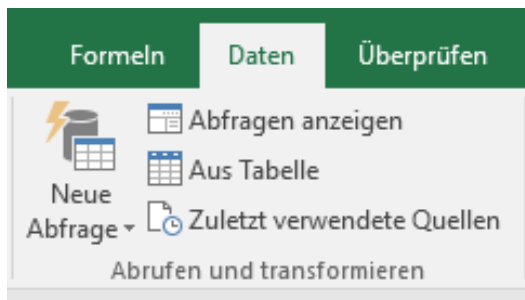 Formeln Daten Überprüfen
Neue
Abfrage
Abfragen anzeigen
Aus Tabelle
Zuletzt verwendete Quellen
Abrufen und transformieren